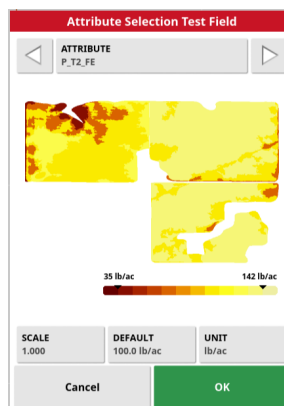 Attribute Selection Test Field
ATTRIBUTE
P_T2_FE
35 lb/ac 142 lb/ac
SCALE DEFAULT UNIT
1.000 100.0 lb/ac lb/ac
Cancel OK